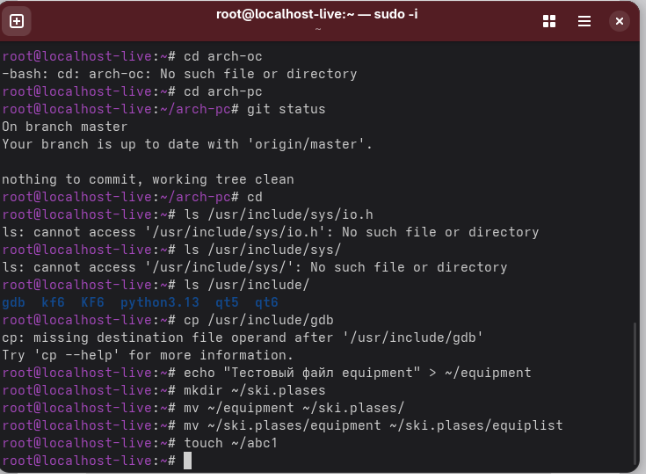 root@localhost-live:~ — sudo -i
~
root@localhost-live:~# cd arch-oc
-bash: cd: arch-oc: No such file or directory
root@localhost-live:~# cd arch-pc
root@localhost-live:~/arch-pc# git status
On branch master
Your branch is up to date with 'origin/master'.
nothing to commit, working tree clean
root@localhost-live:~/arch-pc# cd
root@localhost-live:~# ls /usr/include/sys/io.h
ls: cannot access '/usr/include/sys/io.h': No such file or directory
root@localhost-live:~# ls /usr/include/sys/
ls: cannot access '/usr/include/sys/': No such file or directory
root@localhost-live:~# ls /usr/include/
gdb  kf6  KF6  python3.13  qt5  qt6
root@localhost-live:~# cp /usr/include/gdb
cp: missing destination file operand after '/usr/include/gdb'
Try 'cp --help' for more information.
root@localhost-live:~# echo "Тестовый файл equipment" > ~/equipment
root@localhost-live:~# mkdir ~/ski.plases
root@localhost-live:~# mv ~/equipment ~/ski.plases/
root@localhost-live:~# mv ~/ski.plases/equipment ~/ski.plases/equiplist
root@localhost-live:~# touch ~/abc1
root@localhost-live:~#